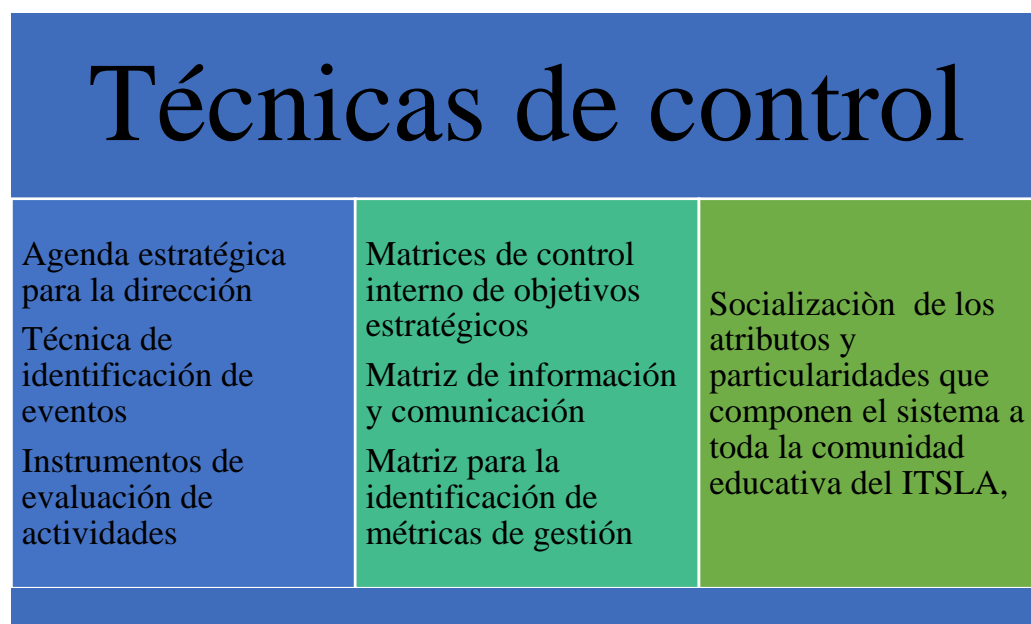 Técnicas de control
Agenda estratégica
para la dirección
Técnica de
identificación de
eventos
Instrumentos de
evaluación de
actividades
Matrices de control
interno de objetivos
estratégicos
Matriz de información
y comunicación
Matriz para la
identificación de
métricas de gestión
Socializaciòn  de los
atributos y
particularidades que
componen el sistema a
toda la comunidad
educativa del ITSLA,